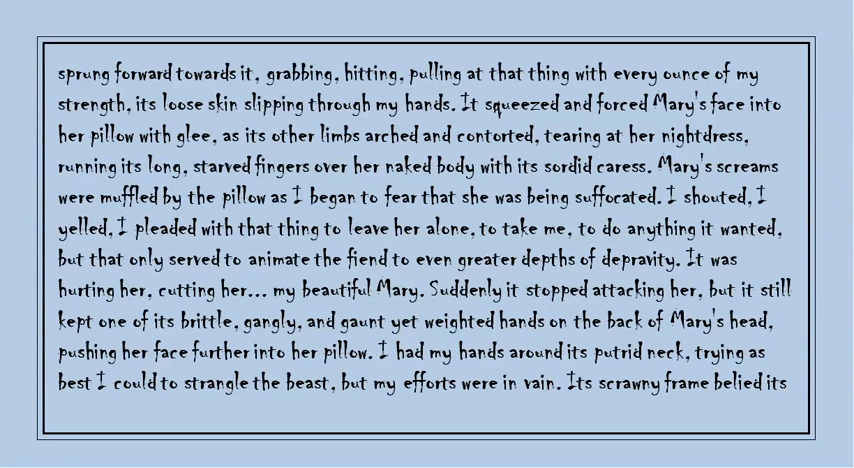 sprung forward towards it, grabbing, hitting, pulling at that thing with every ounce of my
strength, its loose skin slipping through my hands. It squeezed and forced Mary's face into
her pillow with glee, as its other limbs arched and contorted, tearing at her nightdress,
running its long, starved fingers over her naked body with its sordid caress. Mary's screams
were muffled by the pillow as I began to fear that she was being suffocated. I shouted, I
yelled, I pleaded with that thing to leave her alone, to take me, to do anything it wanted,
but that only served to animate the fiend to even greater depths of depravity. It was
hurting her, cutting her... my beautiful Mary. Suddenly it stopped attacking her, but it still
kept one of its brittle, gangly, and gaunt yet weighted hands on the back of Mary's head,
pushing her face further into her pillow. I had my hands around its putrid neck, trying as
best I could to strangle the beast, but my efforts were in vain. Its scrawny frame belied its